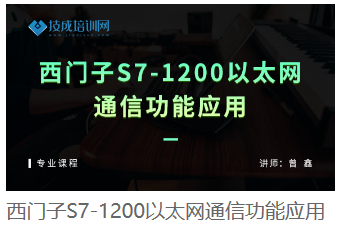 技成培训网
西门子S7-1200以太网
通信功能应用
专业课程
讲师：曾 鑫
西门子S7-1200以太网通信功能应用